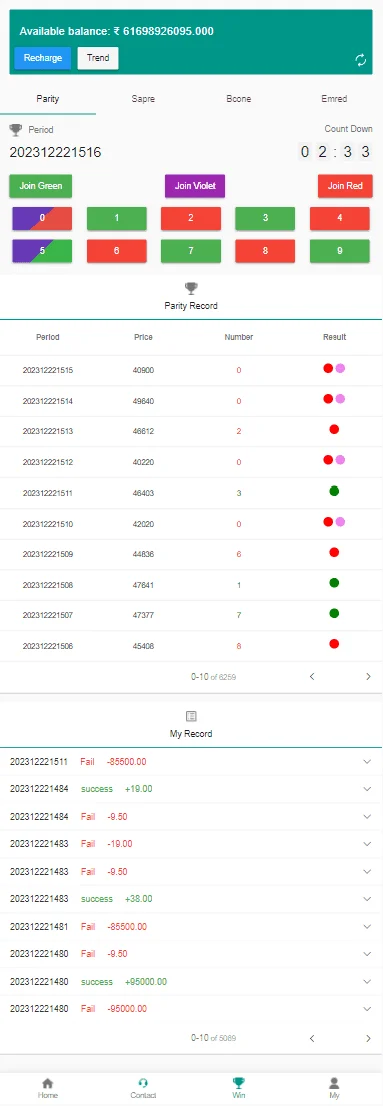 Available balance: ₹ 61698926095.000
Recharge Trend
Parity Sapre Bcone Emred
Period Count Down
202312221516 0 2 : 3 3
Join Green Join Violet Join Red
0 1 2 3 4
5 6 7 8 9
Parity Record
Period Price Number Result
202312221515 40900 0
202312221514 49640 0
202312221513 46612 2
202312221512 40220 0
202312221511 46403 3
202312221510 42020 0
202312221509 44836 6
202312221508 47641 1
202312221507 47377 7
202312221506 45408 8
0-10 of 6259
My Record
202312221511 Fail -85500.00
202312221484 success +19.00
202312221484 Fail -9.50
202312221483 Fail -19.00
202312221483 Fail -9.50
202312221483 success +38.00
202312221481 Fail -85500.00
202312221480 Fail -9.50
202312221480 success +95000.00
202312221480 Fail -95000.00
0-10 of 5089
Home Contact Win My